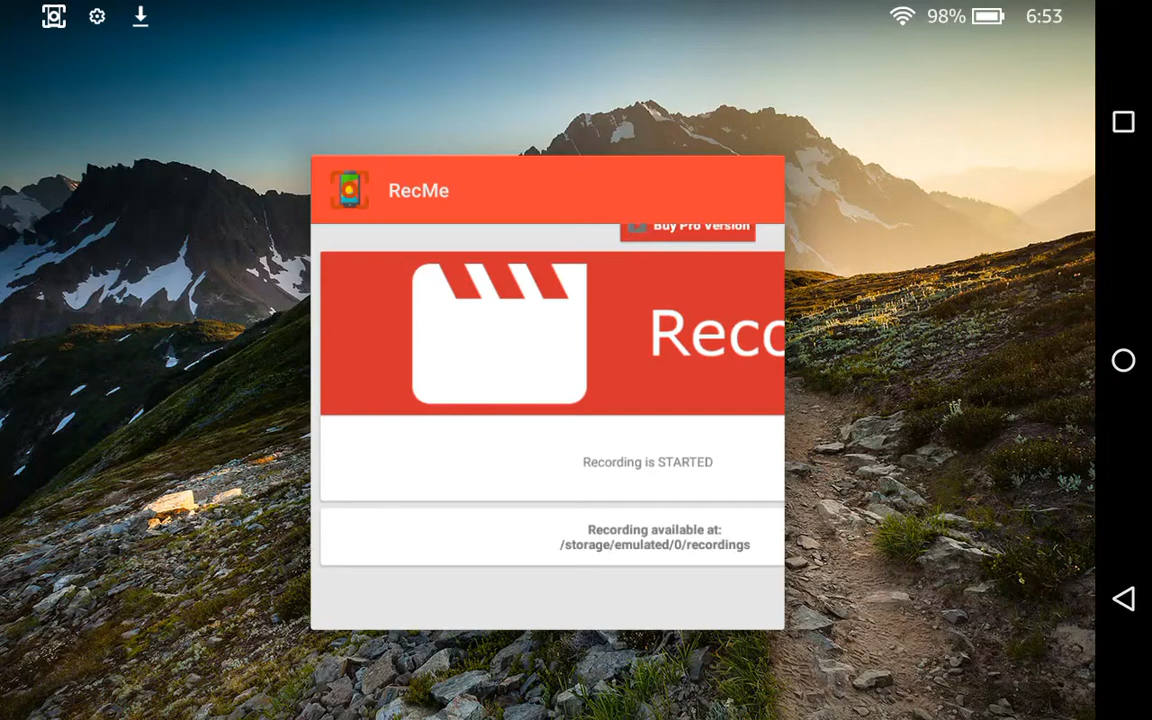 98% 6:53
RecMe
Buy Pro Version
Reco
Recording is STARTED
Recording available at:
/storage/emulated/0/recordings